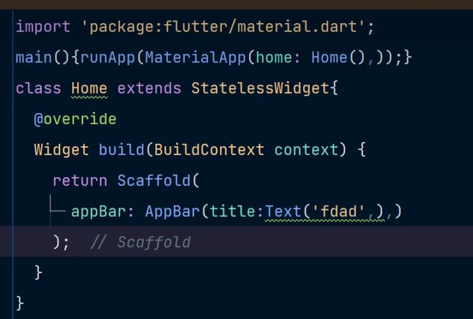 import 'package:flutter/material.dart';
main(){runApp(MaterialApp(home: Home(),));}
class Home extends StatelessWidget{
@override
Widget build(BuildContext context) {
return Scaffold(
appBar: AppBar(title:Text('fdad',),)
); // Scaffold
}
}